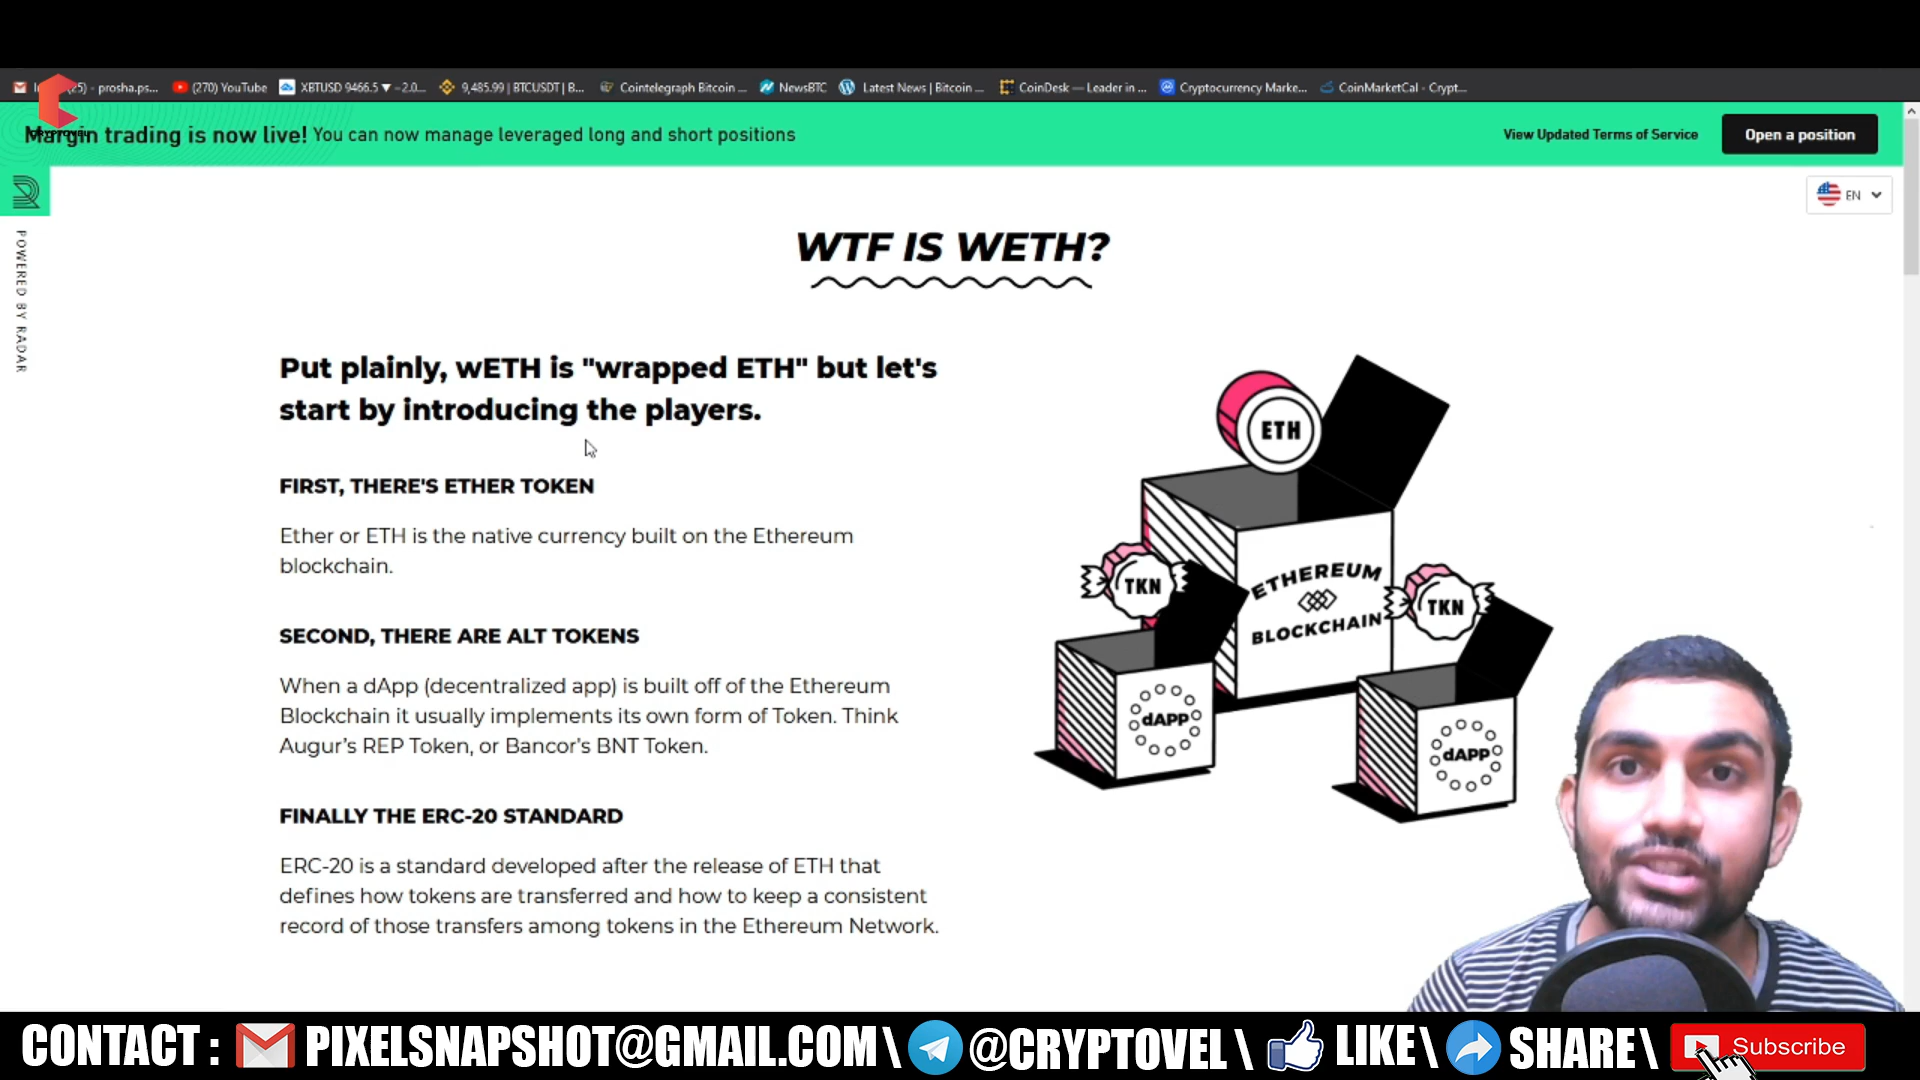 (25) - prosha.ps...
(270) YouTube
XBTUSD 9466.5 ▼ -2.0...
9,485.99 | BTCUSDT | B...
Cointelegraph Bitcoin ...
NewsBTC
Latest News | Bitcoin ...
CoinDesk — Leader in ...
Cryptocurrency Marke...
CoinMarketCal - Crypt...
CRYPTOVEL
Margin trading is now live! You can now manage leveraged long and short positions
View Updated Terms of Service
Open a position
EN
POWERED BY RADAR
WTF IS WETH?
Put plainly, wETH is "wrapped ETH" but let's
start by introducing the players.
FIRST, THERE'S ETHER TOKEN
Ether or ETH is the native currency built on the Ethereum
blockchain.
SECOND, THERE ARE ALT TOKENS
When a dApp (decentralized app) is built off of the Ethereum
Blockchain it usually implements its own form of Token. Think
Augur's REP Token, or Bancor's BNT Token.
FINALLY THE ERC-20 STANDARD
ERC-20 is a standard developed after the release of ETH that
defines how tokens are transferred and how to keep a consistent
record of those transfers among tokens in the Ethereum Network.
ETH
TKN
TKN
ETHEREUM
BLOCKCHAIN
dAPP
dAPP
CONTACT : PIXELSNAPSHOT@GMAIL.COM \ @CRYPTOVEL \ LIKE \ SHARE \ Subscribe